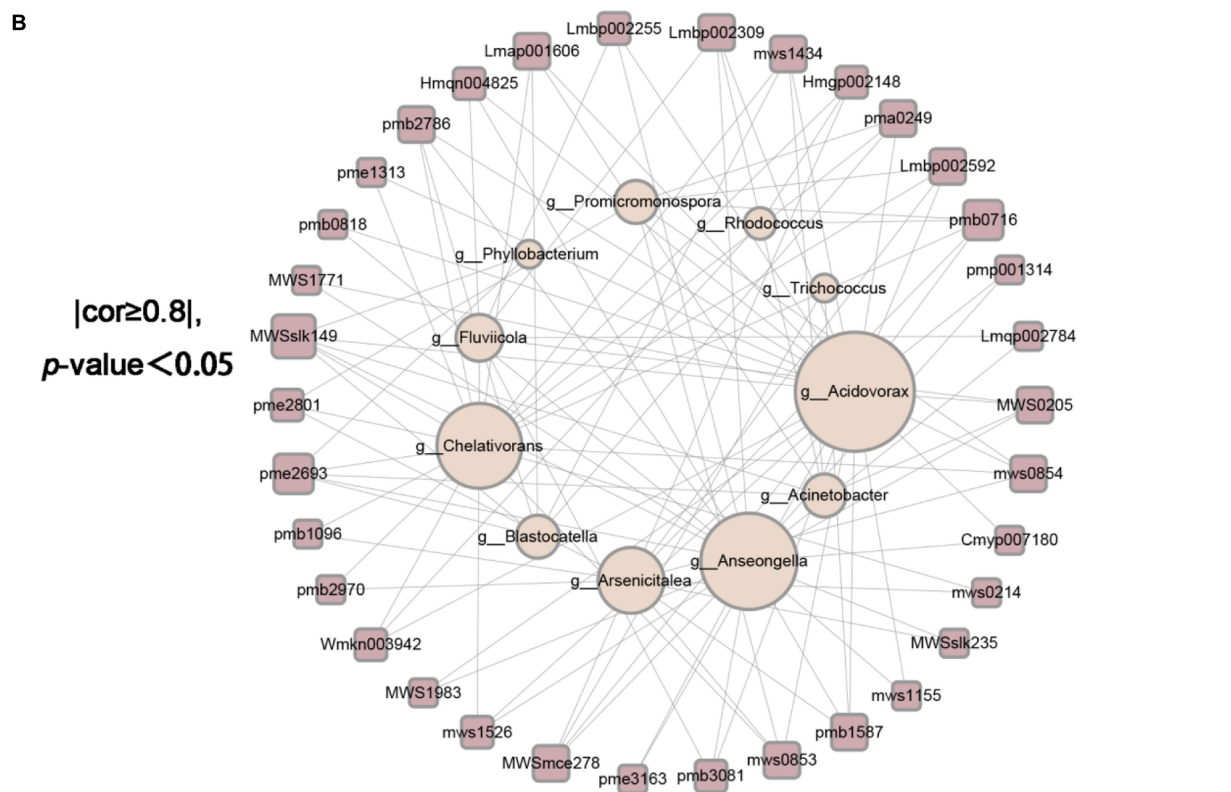 B
Lmbp002255
Lmbp002309
Lmap001606
mws1434
Hmqn004825
Hmgp002148
pmb2786
pma0249
pme1313
Lmbp002592
g__Promicromonospora
pmb0818
g__Rhodococcus
pmb0716
g__Phyllobacterium
MWS1771
pmp001314
g__Trichococcus
|cor≥0.8|,
MWSslk149
g__Fluviicola
Lmqp002784
p-value<0.05
g__Acidovorax
pme2801
MWS0205
g__Chelativorans
pme2693
mws0854
g__Acinetobacter
pmb1096
g__Blastocatella
Cmyp007180
g__Anseongella
g__Arsenicitalea
pmb2970
mws0214
Wmkn003942
MWSslk235
MWS1983
mws1155
mws1526
pmb1587
MWSmce278
mws0853
pme3163
pmb3081